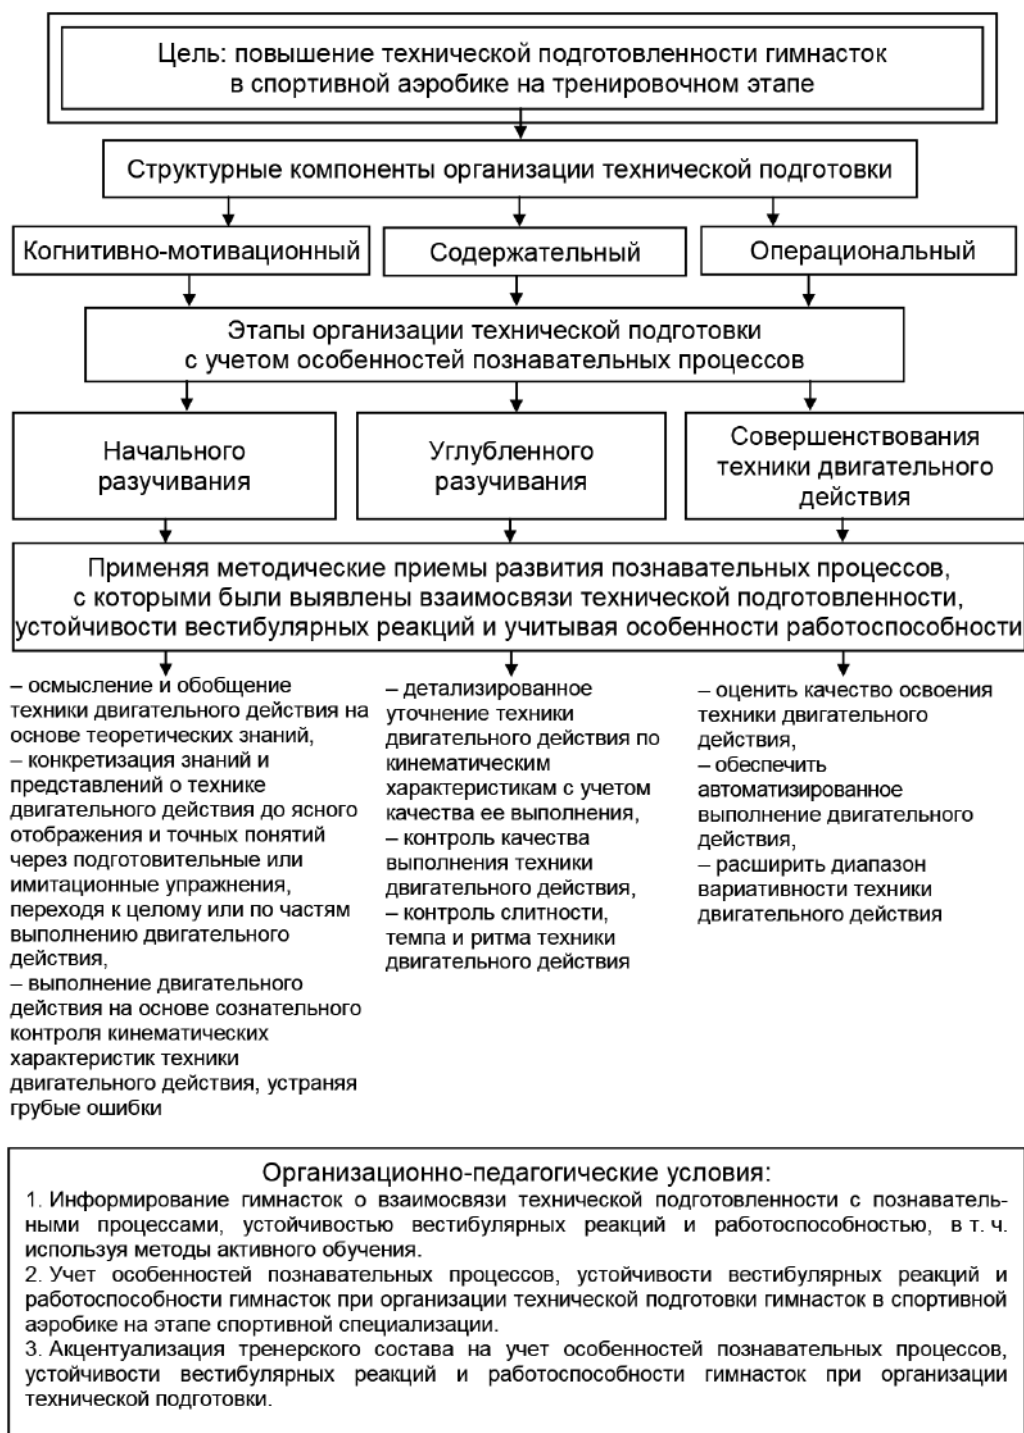 Цель: повышение технической подготовленности гимнасток
в спортивной аэробике на тренировочном этапе
Структурные компоненты организации технической подготовки
Когнитивно-мотивационный
Содержательный
Операциональный
Этапы организации технической подготовки
с учетом особенностей познавательных процессов
Начального
разучивания
Углубленного
разучивания
Совершенствования
техники двигательного
действия
Применяя методические приемы развития познавательных процессов,
с которыми были выявлены взаимосвязи технической подготовленности,
устойчивости вестибулярных реакций и учитывая особенности работоспособности
– осмысление и обобщение
техники двигательного действия на
основе теоретических знаний,
– конкретизация знаний и
представлений о технике
двигательного действия до ясного
отображения и точных понятий
через подготовительные или
имитационные упражнения,
переходя к целому или по частям
выполнению двигательного
действия,
– выполнение двигательного
действия на основе сознательного
контроля кинематических
характеристик техники
двигательного действия, устраняя
грубые ошибки
– детализированное
уточнение техники
двигательного действия по
кинематическим
характеристикам с учетом
качества ее выполнения,
– контроль качества
выполнения техники
двигательного действия,
– контроль слитности,
темпа и ритма техники
двигательного действия
– оценить качество освоения
техники двигательного
действия,
– обеспечить
автоматизированное
выполнение двигательного
действия,
– расширить диапазон
вариативности техники
двигательного действия
Организационно-педагогические условия:
1. Информирование гимнасток о взаимосвязи технической подготовленности с познаватель-
ными процессами, устойчивостью вестибулярных реакций и работоспособностью, в т. ч.
используя методы активного обучения.
2. Учет особенностей познавательных процессов, устойчивости вестибулярных реакций и
работоспособности гимнасток при организации технической подготовки гимнасток в спортивной
аэробике на этапе спортивной специализации.
3. Акцентуализация тренерского состава на учет особенностей познавательных процессов,
устойчивости вестибулярных реакций и работоспособности гимнасток при организации
технической подготовки.